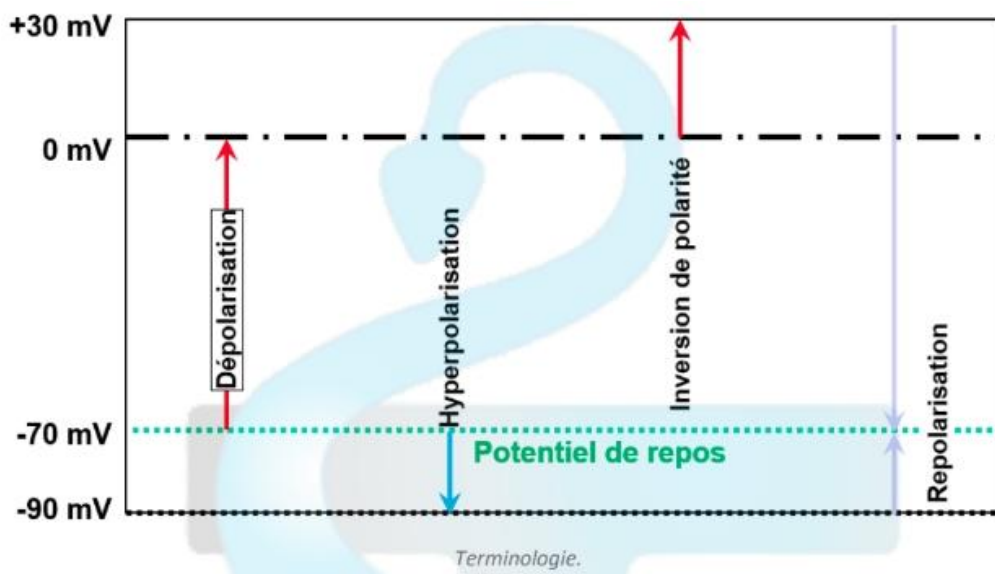 +30 mV
0 mV
Dépolarisation
Hyperpolarisation
Inversion de polarité
Repolarisation
-70 mV
Potentiel de repos
-90 mV
Terminologie.